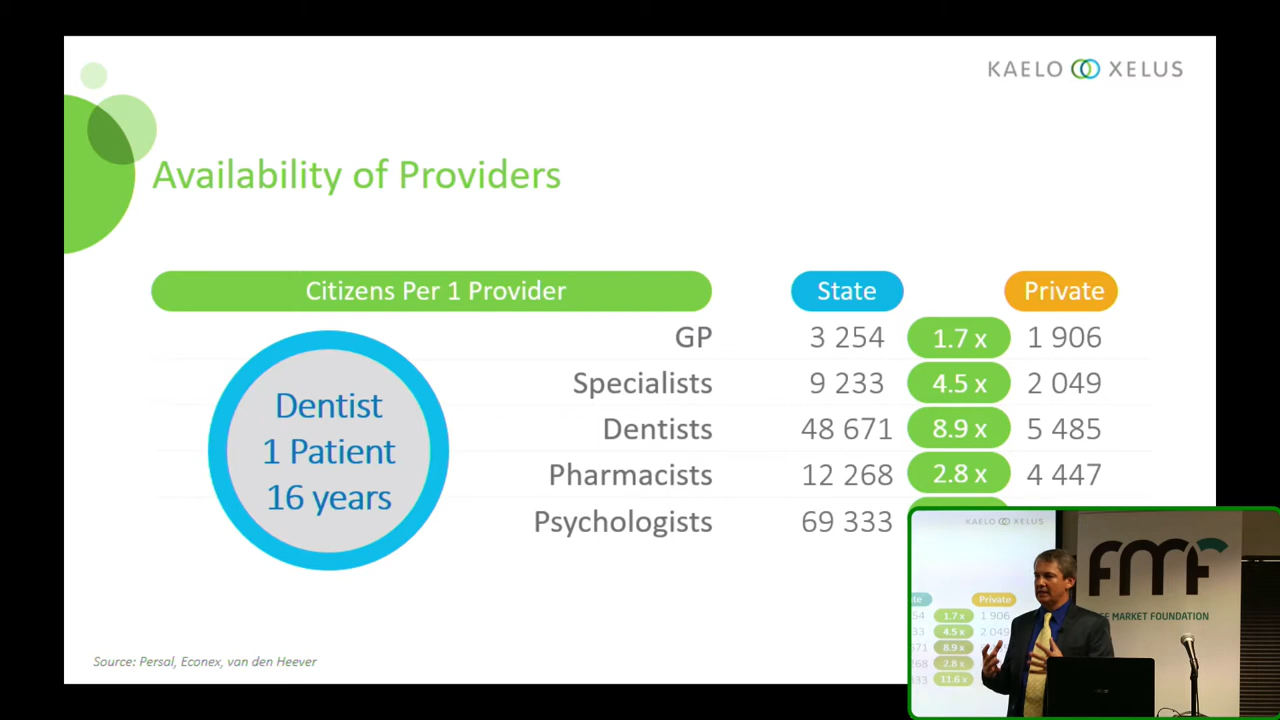 KAELO XELUS
Availability of Providers
Citizens Per 1 Provider State Private
GP 3 254 1.7 x 1 906
Specialists 9 233 4.5 x 2 049
Dentists 48 671 8.9 x 5 485
Pharmacists 12 268 2.8 x 4 447
Psychologists 69 333
Dentist
1 Patient
16 years
Source: Persal, Econex, van den Heever
KAELO XELUS
Private
1.7 x 1 906
4.5 x 2 049
8.9 x
2.8 x
11.6 x
FMF
MARKET FOUNDATION